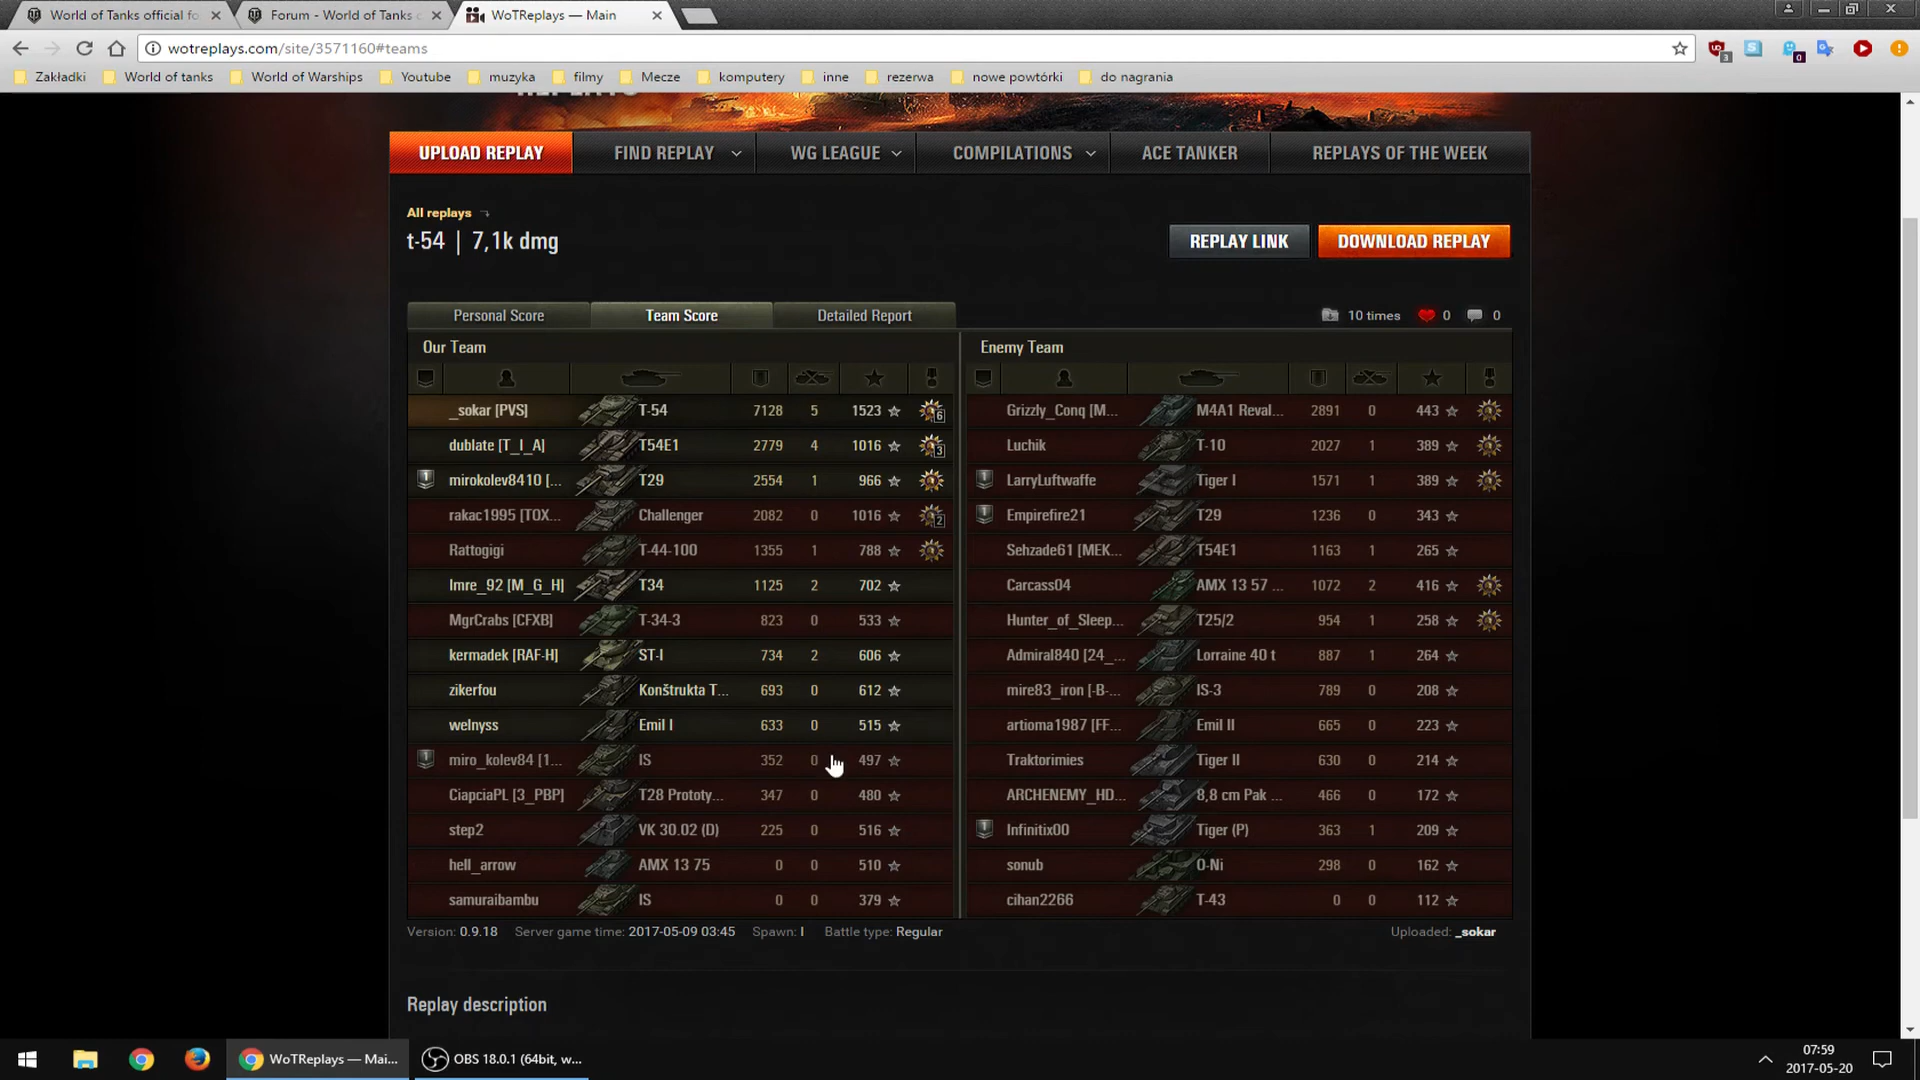 World of Tanks official fo
Forum - World of Tanks
WoTReplays — Main
wotreplays.com/site/3571160#teams
3
0
Zakładki
World of tanks
World of Warships
Youtube
muzyka
filmy
Mecze
komputery
inne
rezerwa
nowe powtórki
do nagrania
UPLOAD REPLAY
FIND REPLAY
WG LEAGUE
COMPILATIONS
ACE TANKER
REPLAYS OF THE WEEK
All replays
t-54 | 7,1k dmg
REPLAY LINK
DOWNLOAD REPLAY
Personal Score
Team Score
Detailed Report
10 times
0
0
Our Team
_sokar [PVS] T-54 7128 5 1523 6
dublate [T_I_A] T54E1 2779 4 1016 3
mirokolev8410 [... T29 2554 1 966
rakac1995 [TOX... Challenger 2082 0 1016 2
Rattogigi T-44-100 1355 1 788
Imre_92 [M_G_H] T34 1125 2 702
MgrCrabs [CFXB] T-34-3 823 0 533
kermadek [RAF-H] ST-I 734 2 606
zikerfou Konštrukta T... 693 0 612
welnyss Emil I 633 0 515
miro_kolev84 [1... IS 352 0 497
CiapciaPL [3_PBP] T28 Prototy... 347 0 480
step2 VK 30.02 (D) 225 0 516
hell_arrow AMX 13 75 0 0 510
samuraibambu IS 0 0 379
Enemy Team
Grizzly_Conq [M... M4A1 Reval... 2891 0 443
Luchik T-10 2027 1 389
LarryLuftwaffe Tiger I 1571 1 389
Empirefire21 T29 1236 0 343
Sehzade61 [MEK... T54E1 1163 1 265
Carcass04 AMX 13 57 ... 1072 2 416
Hunter_of_Sleep... T25/2 954 1 258
Admiral840 [24_... Lorraine 40 t 887 1 264
mire83_iron [-B-... IS-3 789 0 208
artioma1987 [FF... Emil II 665 0 223
Traktorimies Tiger II 630 0 214
ARCHENEMY_HD... 8,8 cm Pak ... 466 0 172
Infinitix00 Tiger (P) 363 1 209
sonub O-Ni 298 0 162
cihan2266 T-43 0 0 112
Version: 0.9.18 Server game time: 2017-05-09 03:45 Spawn: I Battle type: Regular
Uploaded: _sokar
Replay description
WoTReplays — Mai...
OBS 18.0.1 (64bit, w...
07:59
2017-05-20